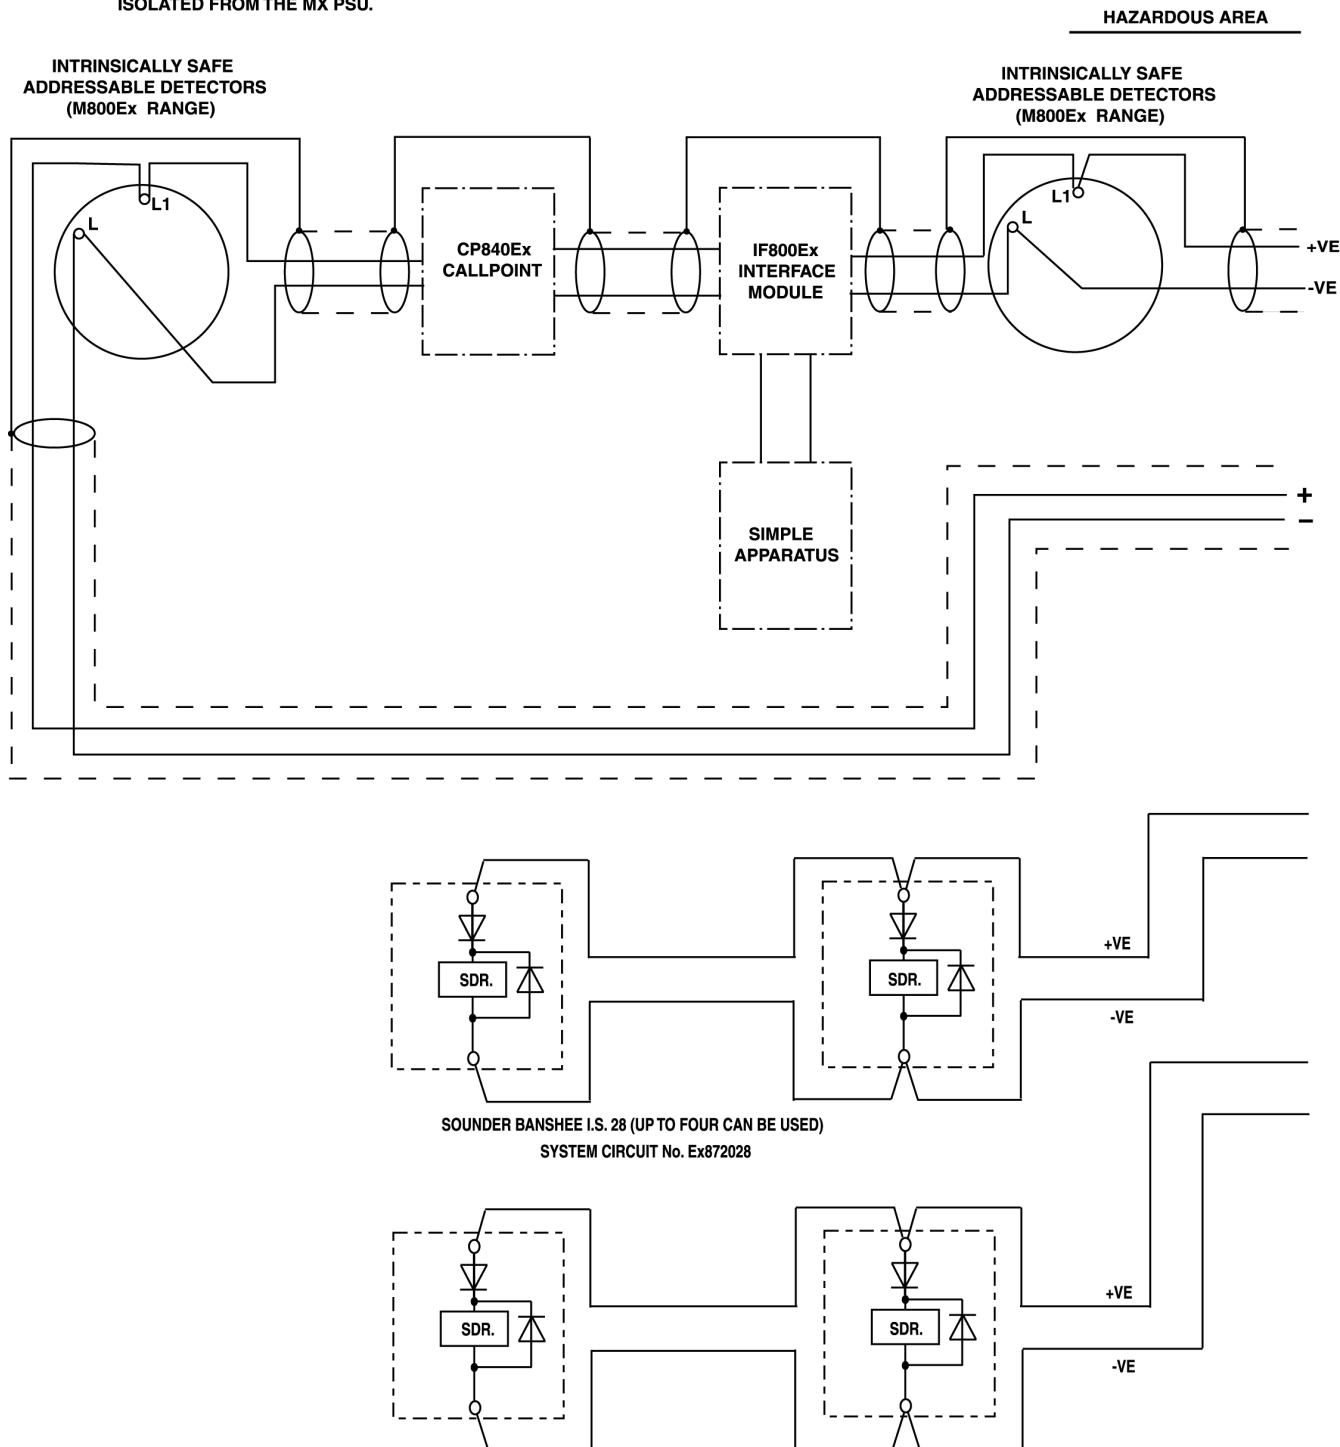 ISOLATED FROM THE MX PSU.
HAZARDOUS AREA
INTRINSICALLY SAFE
ADDRESSABLE DETECTORS
(M800Ex RANGE)
INTRINSICALLY SAFE
ADDRESSABLE DETECTORS
(M800Ex RANGE)
L1
L
CP840Ex
CALLPOINT
IF800Ex
INTERFACE
MODULE
L1
L
+VE
-VE
SIMPLE
APPARATUS
+
−
SDR.
SDR.
+VE
-VE
SOUNDER BANSHEE I.S. 28 (UP TO FOUR CAN BE USED)
SYSTEM CIRCUIT No. Ex872028
SDR.
SDR.
+VE
-VE